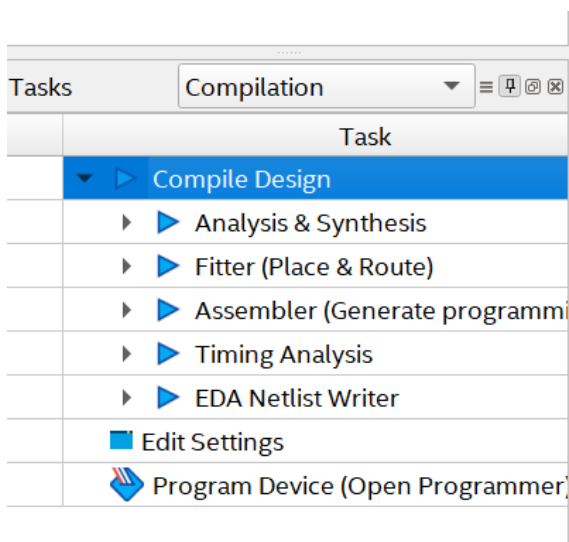 Tasks Compilation
Task
Compile Design
Analysis & Synthesis
Fitter (Place & Route)
Assembler (Generate programmi
Timing Analysis
EDA Netlist Writer
Edit Settings
Program Device (Open Programmer)